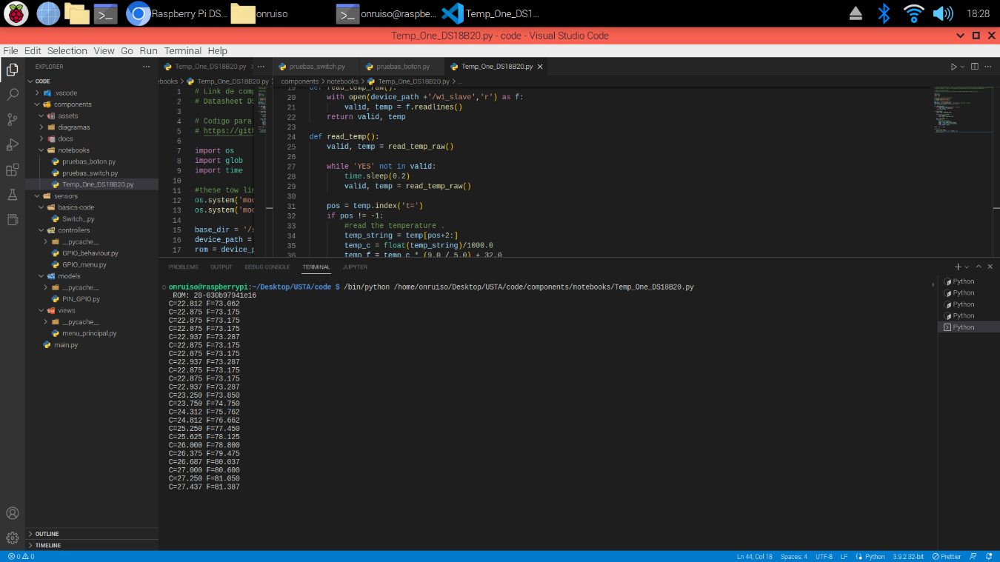 Raspberry Pi DS...
onruiso
onruiso@raspbe...
Temp_One_DS1...
18:28
Temp_One_DS18B20.py - code - Visual Studio Code
File Edit Selection View Go Run Terminal Help
EXPLORER
CODE
.vscode
components
assets
diagramas
docs
notebooks
pruebas_boton.py
pruebas_switch.py
Temp_One_DS18B20.py
sensors
basics-code
Switch_.py
controllers
__pycache__
GPIO_behaviour.py
GPIO_menu.py
models
__pycache__
PIN_GPIO.py
views
__pycache__
menu_principal.py
main.py
OUTLINE
TIMELINE
Temp_One_DS18B20.py
ebooks > Temp_One_DS18B20.py >
1 # Link de comp
2 # Datasheet DS
3
4 # Codigo para
5 # https://gith
6
7 import os
8 import glob
9 import time
10
11 #these tow lin
12 os.system('mod
13 os.system('mod
14
15 base_dir = '/s
16 device_path =
17 rom = device_p
pruebas_switch.py
pruebas_boton.py
Temp_One_DS18B20.py
components > notebooks > Temp_One_DS18B20.py > ...
19 def read_temp_raw():
20 with open(device_path +'/w1_slave','r') as f:
21 valid, temp = f.readlines()
22 return valid, temp
23
24 def read_temp():
25 valid, temp = read_temp_raw()
26
27 while 'YES' not in valid:
28 time.sleep(0.2)
29 valid, temp = read_temp_raw()
30
31 pos = temp.index('t=')
32 if pos != -1:
33 #read the temperature .
34 temp_string = temp[pos+2:]
35 temp_c = float(temp_string)/1000.0
36 temp_f = temp_c * (9.0 / 5.0) + 32.0
PROBLEMS OUTPUT DEBUG CONSOLE TERMINAL JUPYTER
onruiso@raspberrypi:~/Desktop/USTA/code $ /bin/python /home/onruiso/Desktop/USTA/code/components/notebooks/Temp_One_DS18B20.py
ROM: 28-030b97941e16
C=22.812 F=73.062
C=22.875 F=73.175
C=22.875 F=73.175
C=22.875 F=73.175
C=22.937 F=73.287
C=22.875 F=73.175
C=22.875 F=73.175
C=22.937 F=73.287
C=22.875 F=73.175
C=22.875 F=73.175
C=22.937 F=73.287
C=23.250 F=73.850
C=23.750 F=74.750
C=24.312 F=75.762
C=24.812 F=76.662
C=25.250 F=77.450
C=25.625 F=78.125
C=26.000 F=78.800
C=26.375 F=79.475
C=26.687 F=80.037
C=27.000 F=80.600
C=27.250 F=81.050
C=27.437 F=81.387
Python
Python
Python
Python
Python
0 0
Ln 44, Col 18 Spaces: 4 UTF-8 LF Python 3.9.2 32-bit Prettier